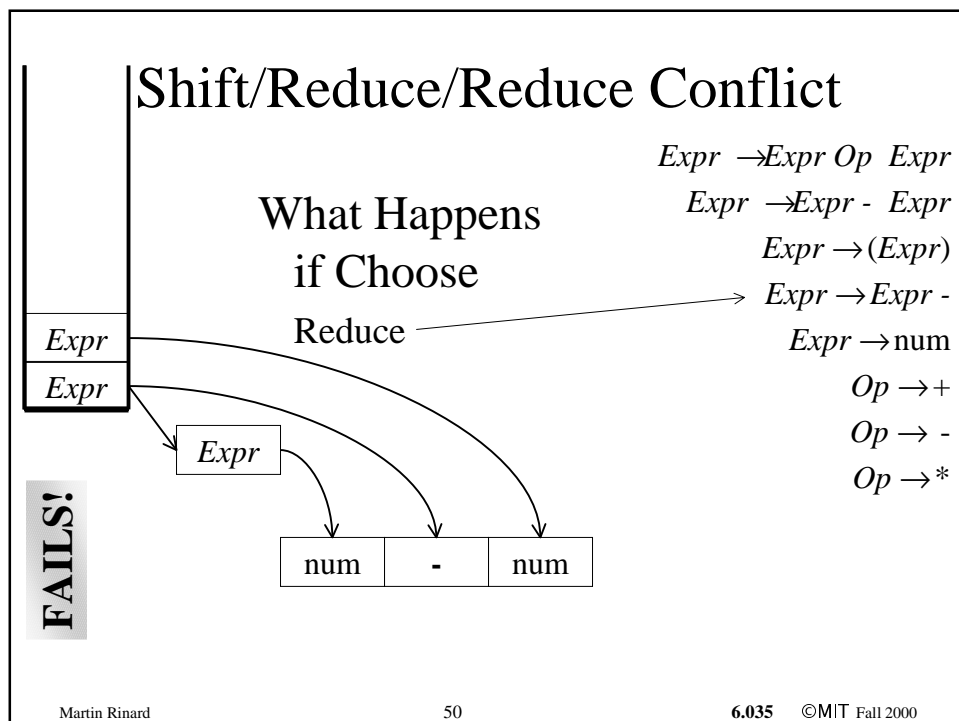 Shift/Reduce/Reduce Conflict
Expr → Expr Op Expr
Expr → Expr - Expr
Expr → (Expr)
Expr → Expr -
Expr → num
Op → +
Op → -
Op → *
What Happens
if Choose
Reduce
Expr
Expr
Expr
num - num
FAILS!
Martin Rinard 50 6.035 ©MIT Fall 2000